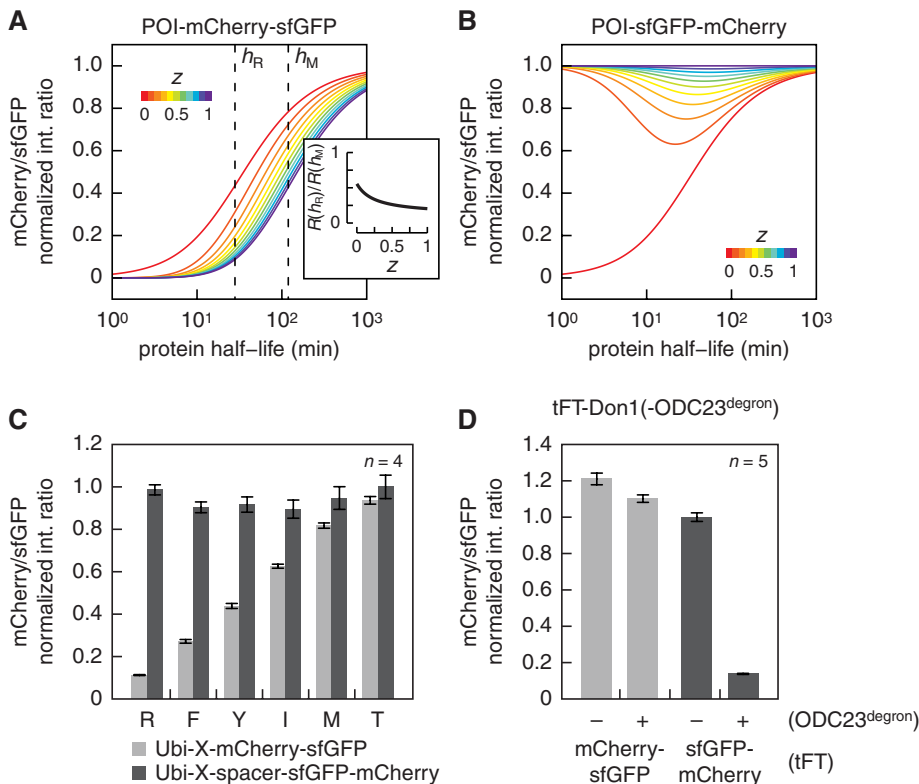 A
POI-mCherry-sfGFP
mCherry/sfGFP
normalized int. ratio
1.0
0.8
0.6
0.4
0.2
0
z
0 0.5 1
hR
hM
R(hR)/R(hM)
1
0
0 0.5 1
z
10⁰ 10¹ 10² 10³
protein half–life (min)
B
POI-sfGFP-mCherry
mCherry/sfGFP
normalized int. ratio
1.0
0.8
0.6
0.4
0.2
0
z
0 0.5 1
10⁰ 10¹ 10² 10³
protein half–life (min)
C
mCherry/sfGFP
normalized int. ratio
1.2
1.0
0.8
0.6
0.4
0.2
0
n = 4
R F Y I M T
Ubi-X-mCherry-sfGFP
Ubi-X-spacer-sfGFP-mCherry
D
tFT-Don1(-ODC23degron)
mCherry/sfGFP
normalized int. ratio
1.4
1.2
1.0
0.8
0.6
0.4
0.2
0
n = 5
– + – + (ODC23degron)
mCherry- sfGFP- (tFT)
sfGFP mCherry